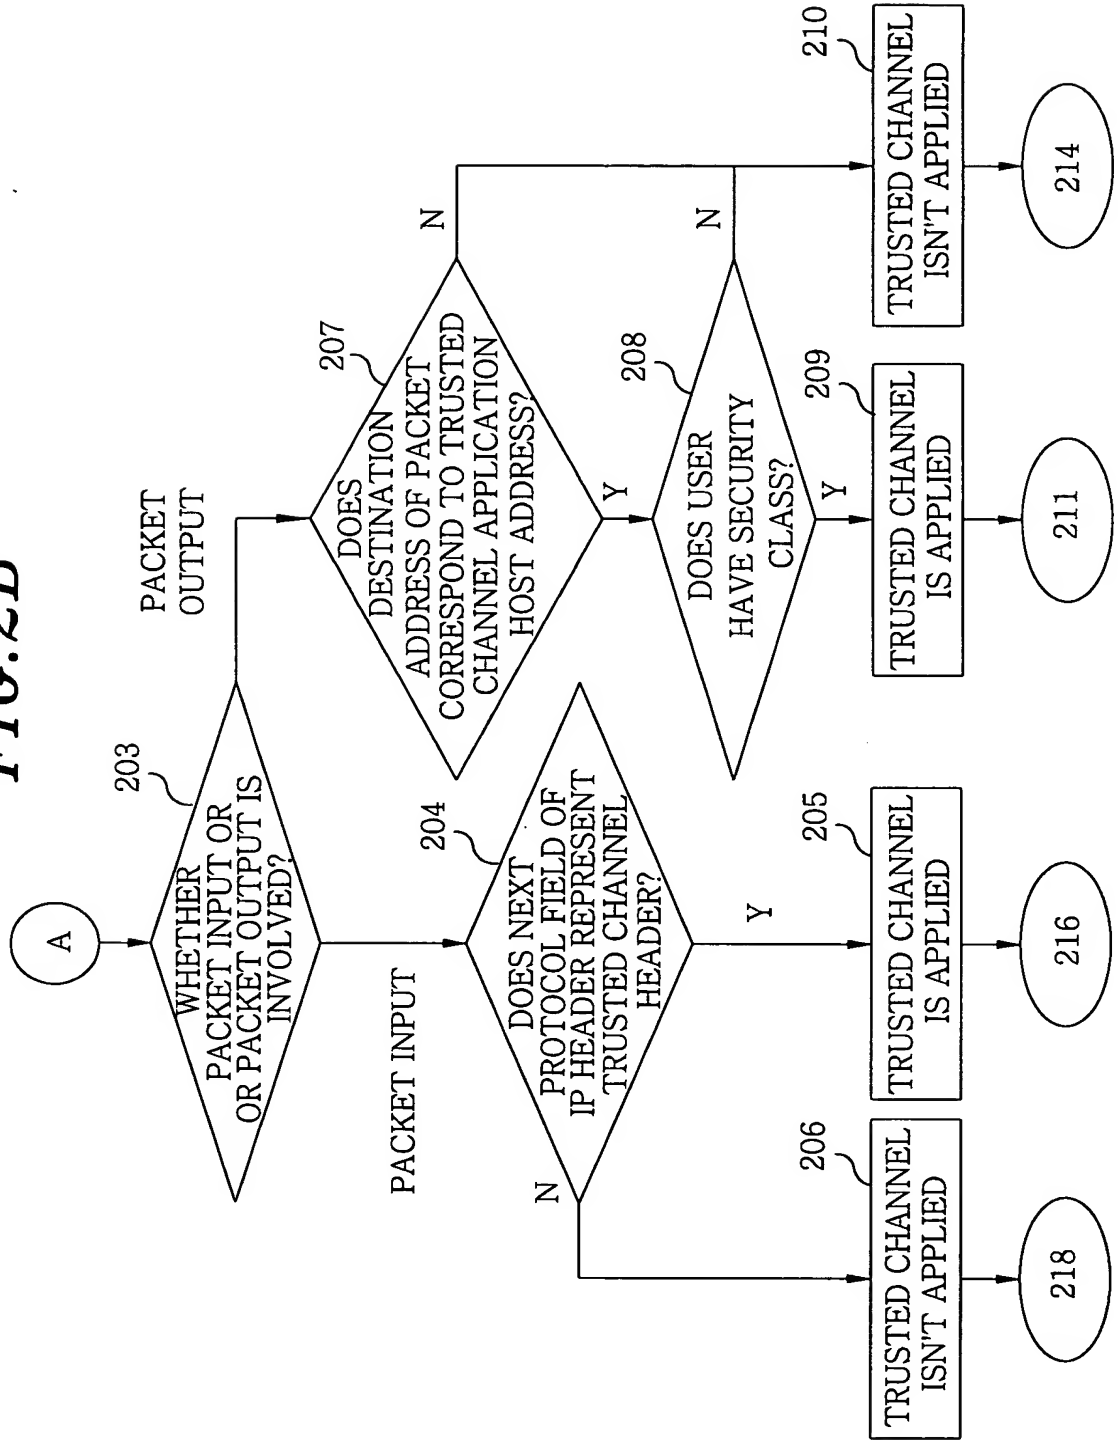 FIG.2B
A
203
WHETHER
PACKET INPUT OR
OR PACKET OUTPUT IS
INVOLVED?
PACKET
OUTPUT
PACKET INPUT
204
DOES NEXT
PROTOCOL FIELD OF
IP HEADER REPRESENT
TRUSTED CHANNEL
HEADER?
N
Y
206
TRUSTED CHANNEL
ISN'T APPLIED
218
205
TRUSTED CHANNEL
IS APPLIED
216
207
DOES
DESTINATION
ADDRESS OF PACKET
CORRESPOND TO TRUSTED
CHANNEL APPLICATION
HOST ADDRESS?
N
Y
208
DOES USER
HAVE SECURITY
CLASS?
N
Y
209
TRUSTED CHANNEL
IS APPLIED
211
210
TRUSTED CHANNEL
ISN'T APPLIED
214